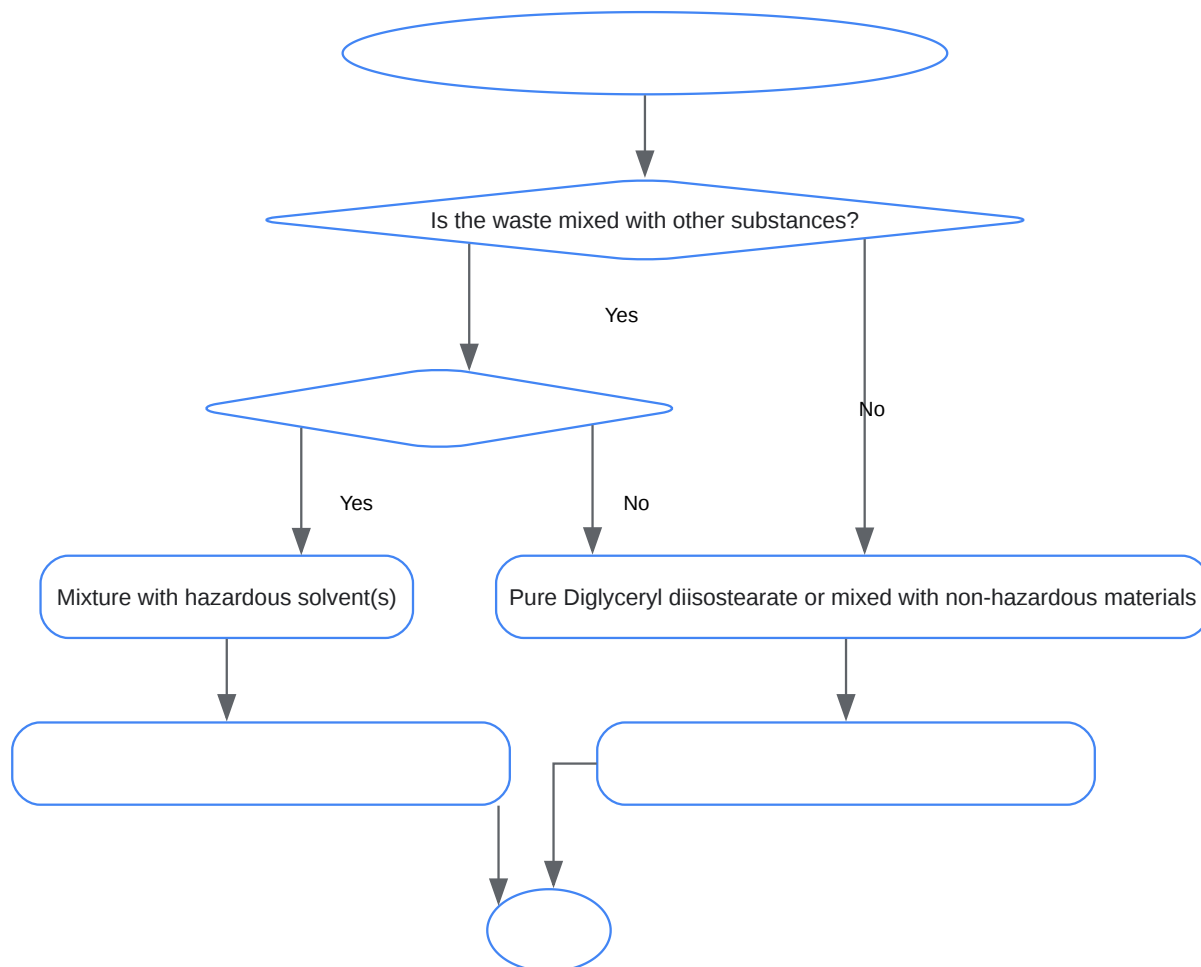 Is the waste mixed with other substances?
Yes
No
Yes
No
Mixture with hazardous solvent(s)
Pure Diglyceryl diisostearate or mixed with non-hazardous materials